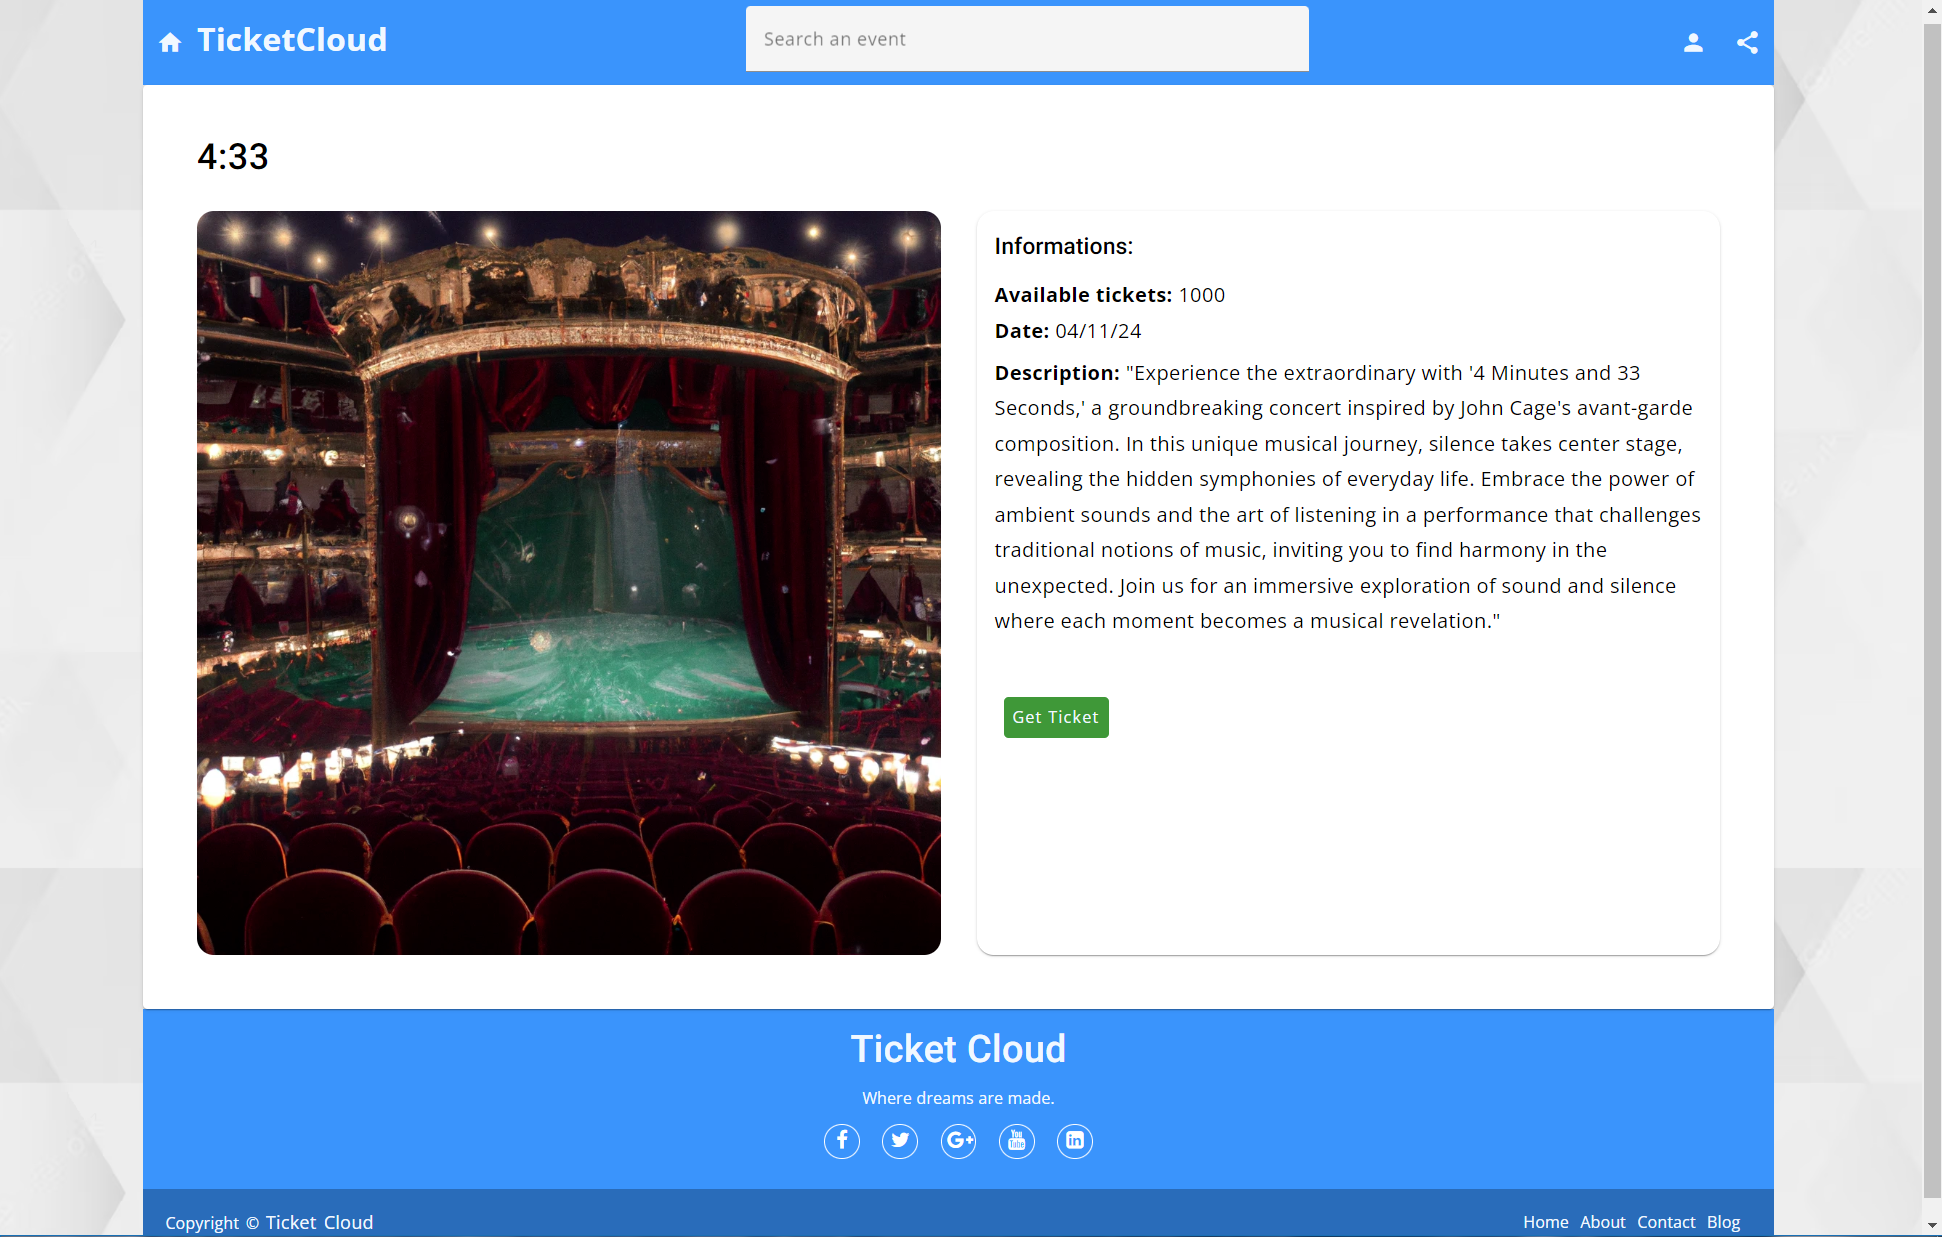 TicketCloud
Search an event
4:33
Informations:
Available tickets: 1000
Date: 04/11/24
Description: "Experience the extraordinary with '4 Minutes and 33
Seconds,' a groundbreaking concert inspired by John Cage's avant-garde
composition. In this unique musical journey, silence takes center stage,
revealing the hidden symphonies of everyday life. Embrace the power of
ambient sounds and the art of listening in a performance that challenges
traditional notions of music, inviting you to find harmony in the
unexpected. Join us for an immersive exploration of sound and silence
where each moment becomes a musical revelation."
Get Ticket
Ticket Cloud
Where dreams are made.
f G+ You Tube in
Copyright © Ticket Cloud
Home About Contact Blog